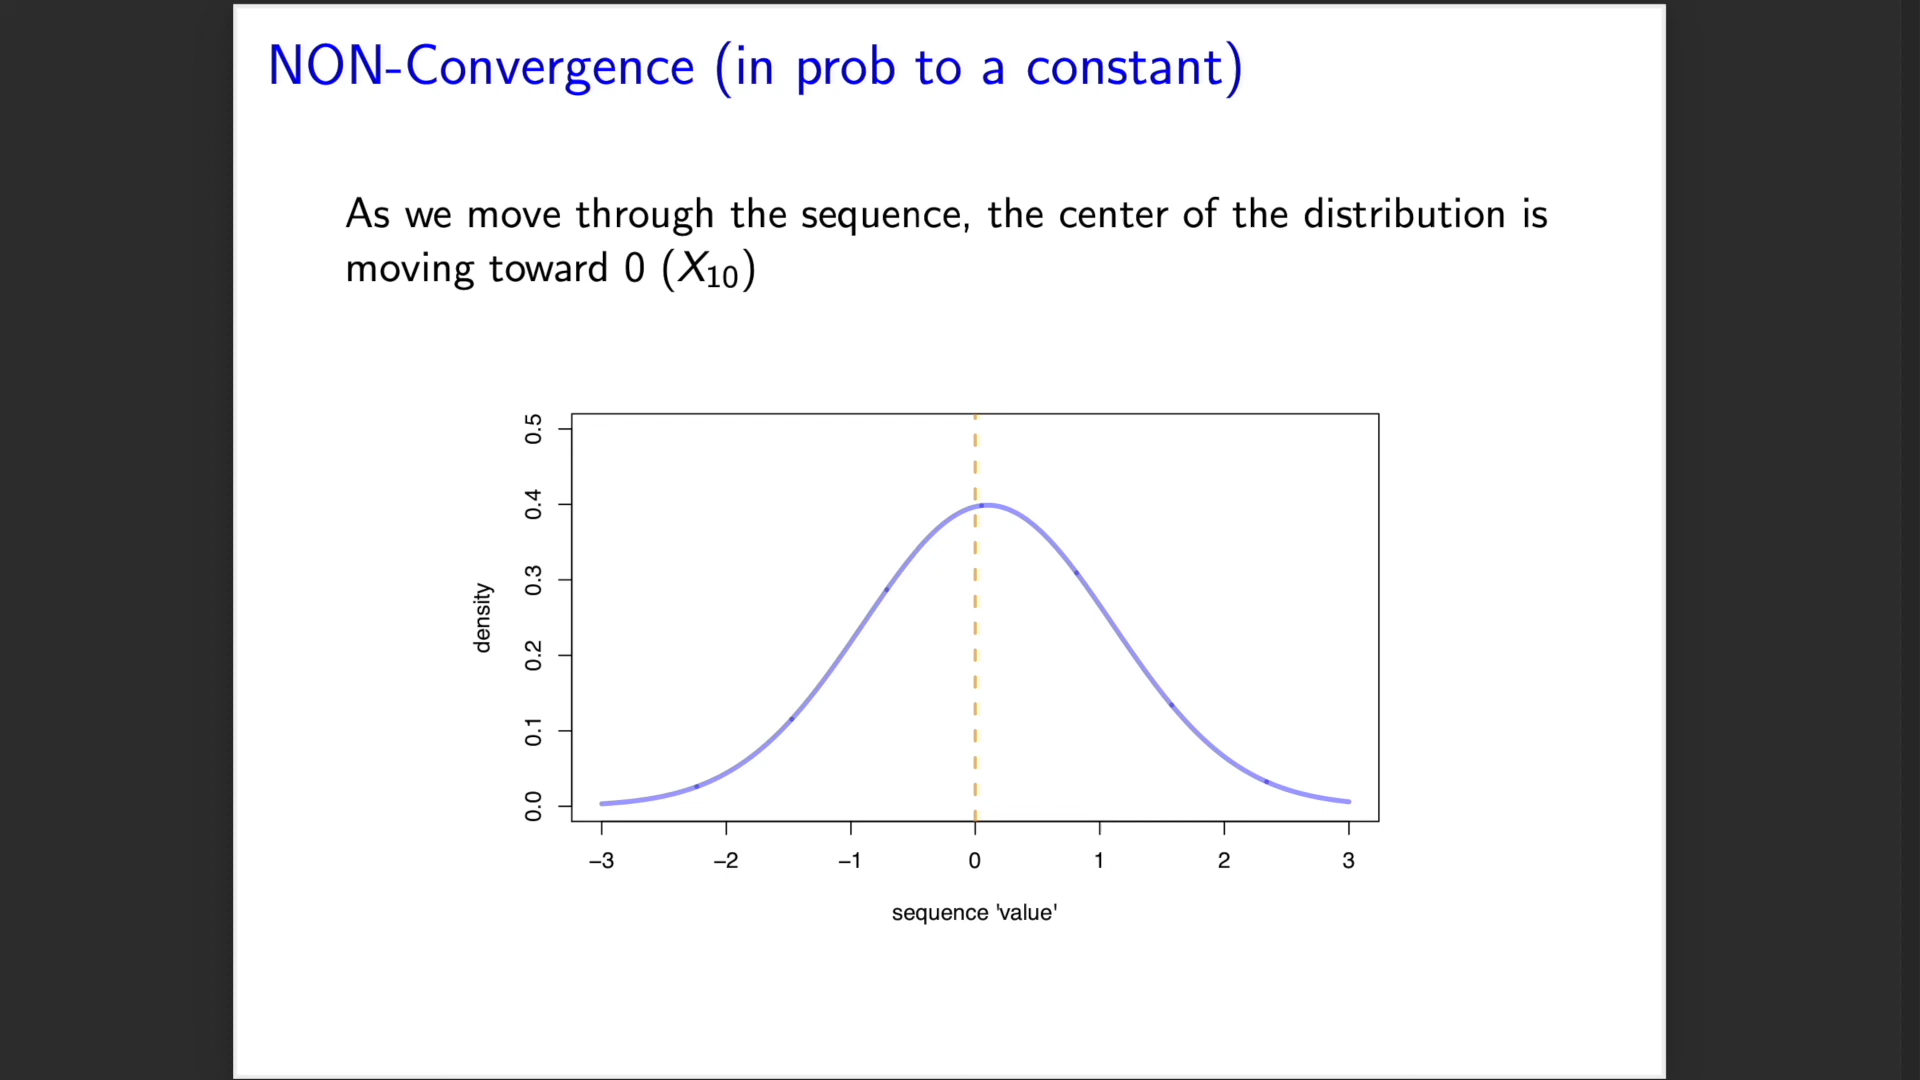 NON-Convergence (in prob to a constant)
As we move through the sequence, the center of the distribution is
moving toward 0 (X₁₀)
0.5
0.4
0.3
0.2
0.1
0.0
density
−3 −2 −1 0 1 2 3
sequence 'value'